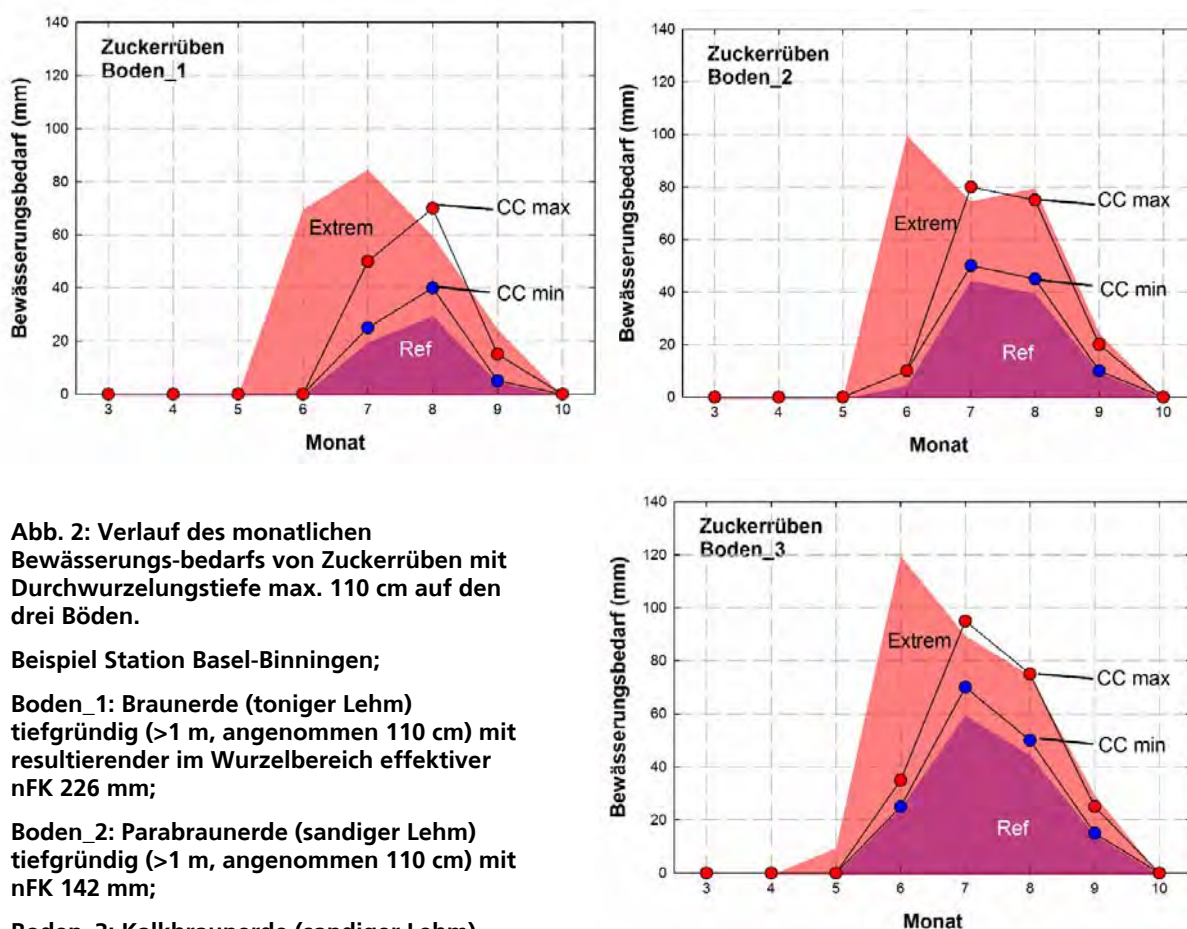 140
120
100
80
60
40
20
0
Bewässerungsbedarf (mm)
Zuckerrüben
Boden_1
Extrem
CC max
CC min
Ref
3 4 5 6 7 8 9 10
Monat
140
120
100
80
60
40
20
0
Bewässerungsbedarf (mm)
Zuckerrüben
Boden_2
Extrem
CC max
CC min
Ref
3 4 5 6 7 8 9 10
Monat
Abb. 2: Verlauf des monatlichen
Bewässerungs-bedarfs von Zuckerrüben mit
Durchwurzelungstiefe max. 110 cm auf den
drei Böden.
Beispiel Station Basel-Binningen;
Boden_1: Braunerde (toniger Lehm)
tiefgründig (>1 m, angenommen 110 cm) mit
resultierender im Wurzelbereich effektiver
nFK 226 mm;
Boden_2: Parabraunerde (sandiger Lehm)
tiefgründig (>1 m, angenommen 110 cm) mit
nFK 142 mm;
Boden_3: Kalkbraunerde (sandiger Lehm)
140
120
100
80
60
40
20
0
Bewässerungsbedarf (mm)
Zuckerrüben
Boden_3
Extrem
CC max
CC min
Ref
3 4 5 6 7 8 9 10
Monat